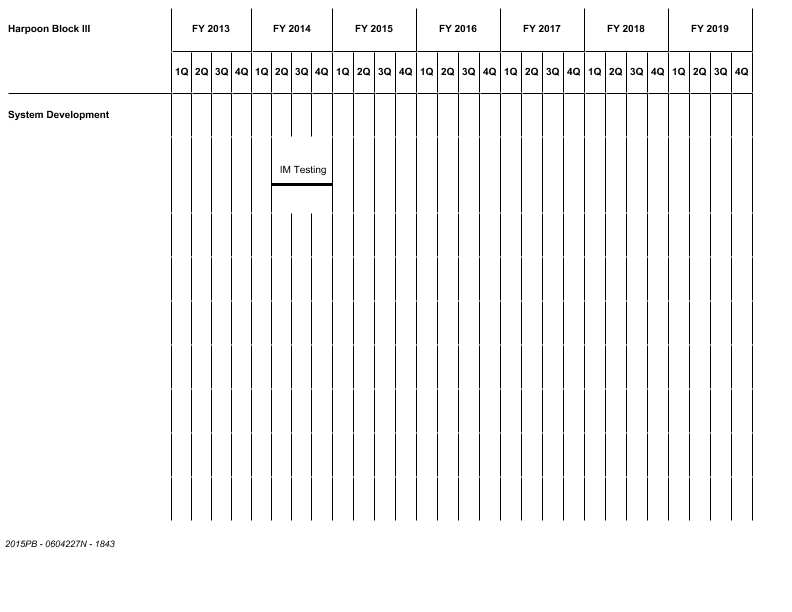 Harpoon Block III FY 2013 FY 2014 FY 2015 FY 2016 FY 2017 FY 2018 FY 2019
1Q 2Q 3Q 4Q 1Q 2Q 3Q 4Q 1Q 2Q 3Q 4Q 1Q 2Q 3Q 4Q 1Q 2Q 3Q 4Q 1Q 2Q 3Q 4Q 1Q 2Q 3Q 4Q
System Development
IM Testing
2015PB - 0604227N - 1843